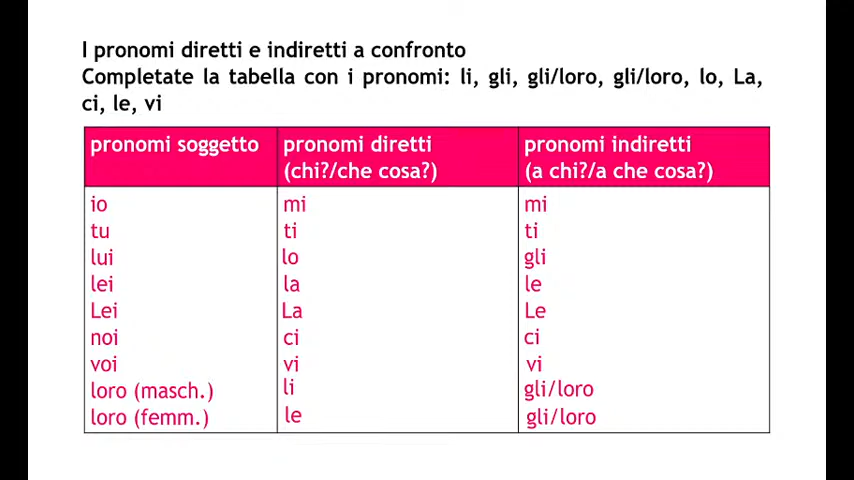 I pronomi diretti e indiretti a confronto
Completate la tabella con i pronomi: li, gli, gli/loro, gli/loro, lo, La,
ci, le, vi
pronomi soggetto pronomi diretti pronomi indiretti
(chi?/che cosa?) (a chi?/a che cosa?)
io mi mi
tu ti ti
lui lo gli
lei la le
Lei La Le
noi ci ci
voi vi vi
loro (masch.) li gli/loro
loro (femm.) le gli/loro